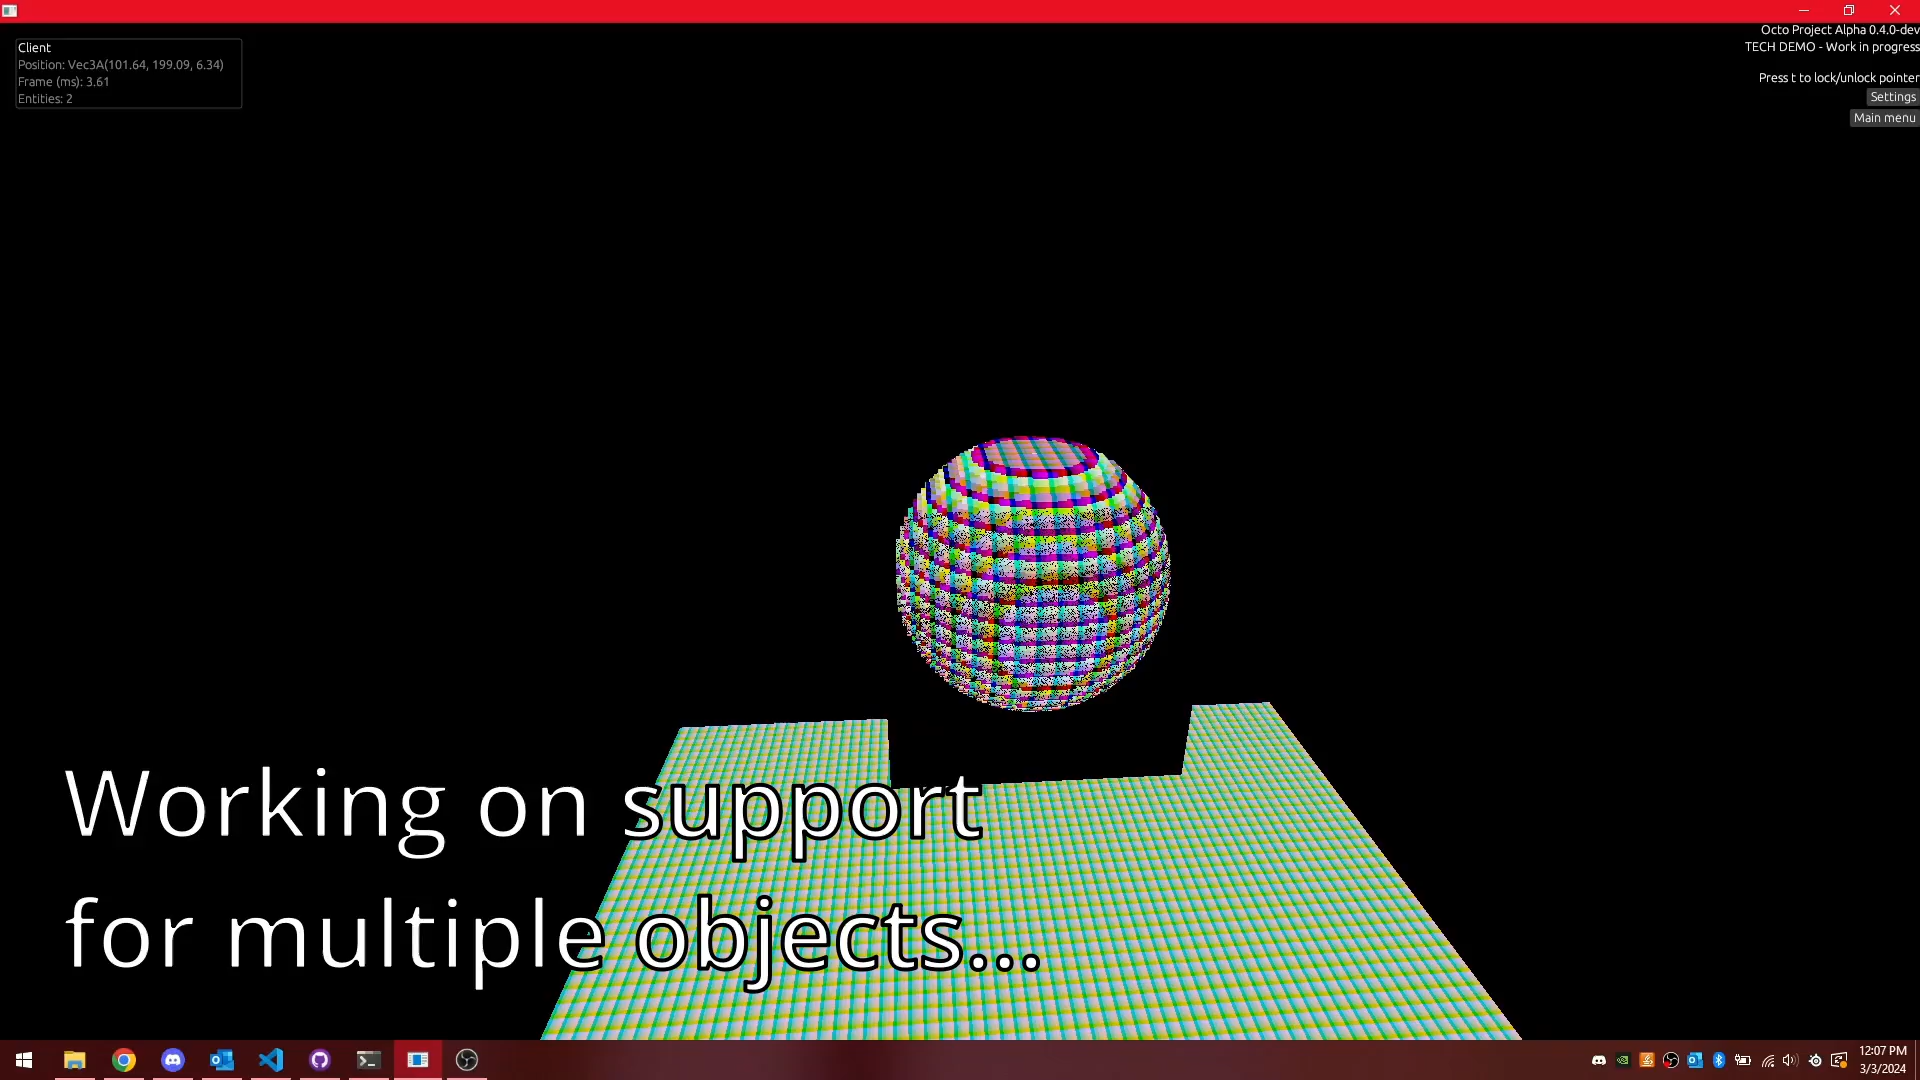 Client
Position: Vec3A(101.64, 199.09, 6.34)
Frame (ms): 3.61
Entities: 2
Octo Project Alpha 0.4.0-dev
TECH DEMO - Work in progress
Press t to lock/unlock pointer
Settings
Main menu
Working on support
for multiple objects...
12:07 PM
3/3/2024